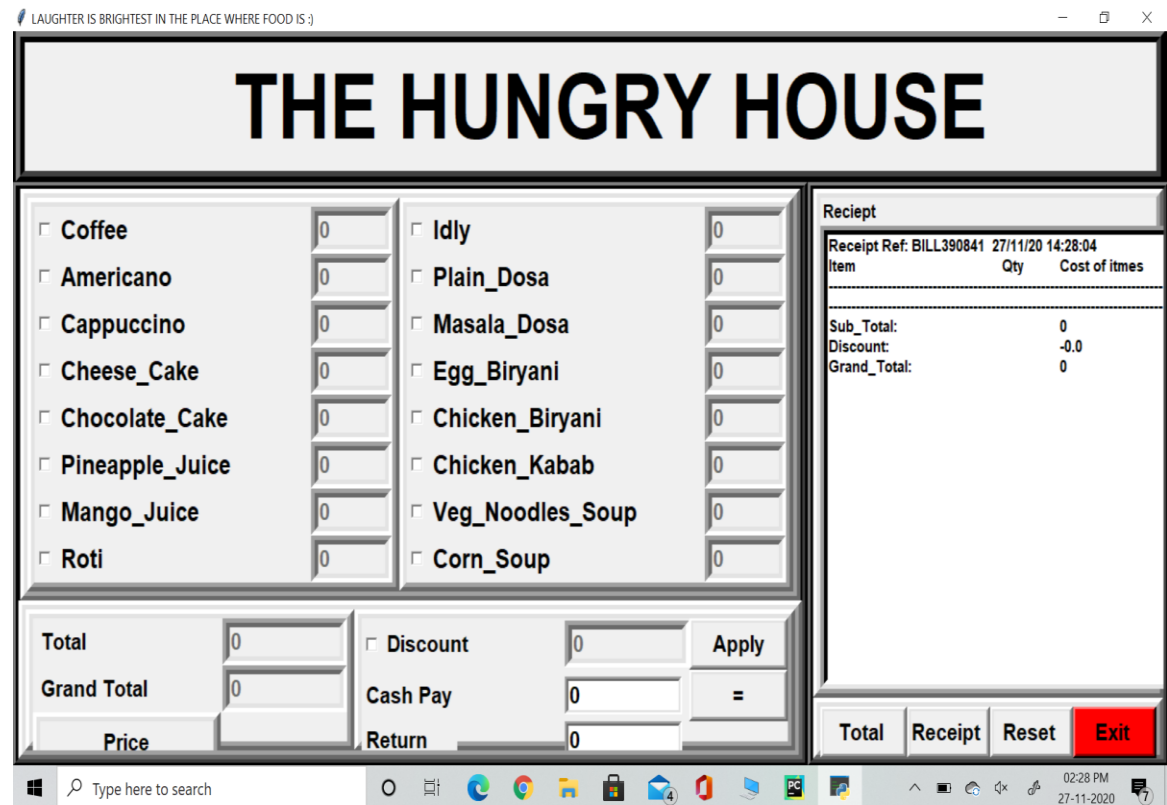 LAUGHTER IS BRIGHTEST IN THE PLACE WHERE FOOD IS :)
THE HUNGRY HOUSE
Coffee 0
Americano 0
Cappuccino 0
Cheese_Cake 0
Chocolate_Cake 0
Pineapple_Juice 0
Mango_Juice 0
Roti 0
Idly 0
Plain_Dosa 0
Masala_Dosa 0
Egg_Biryani 0
Chicken_Biryani 0
Chicken_Kabab 0
Veg_Noodles_Soup 0
Corn_Soup 0
Total 0
Grand Total 0
Price
Discount 0 Apply
Cash Pay 0 =
Return 0
Reciept
Receipt Ref: BILL390841 27/11/20 14:28:04
Item Qty Cost of itmes
Sub_Total: 0
Discount: -0.0
Grand_Total: 0
Total Receipt Reset Exit
Type here to search
4
PC
02:28 PM
27-11-2020
7